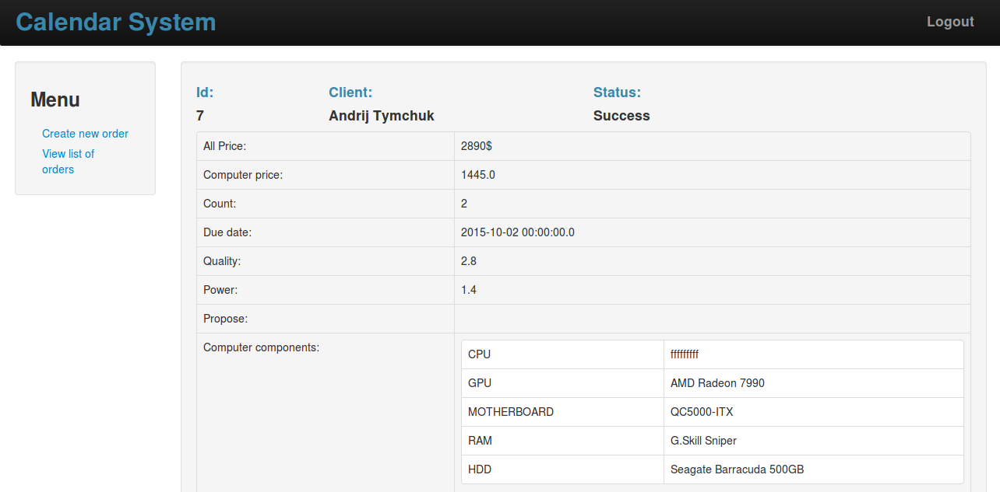 Calendar System
Logout
Menu
Create new order
View list of
orders
Id: Client: Status:
7 Andrij Tymchuk Success
All Price: 2890$
Computer price: 1445.0
Count: 2
Due date: 2015-10-02 00:00:00.0
Quality: 2.8
Power: 1.4
Propose:
Computer components:
CPU fffffffff
GPU AMD Radeon 7990
MOTHERBOARD QC5000-ITX
RAM G.Skill Sniper
HDD Seagate Barracuda 500GB